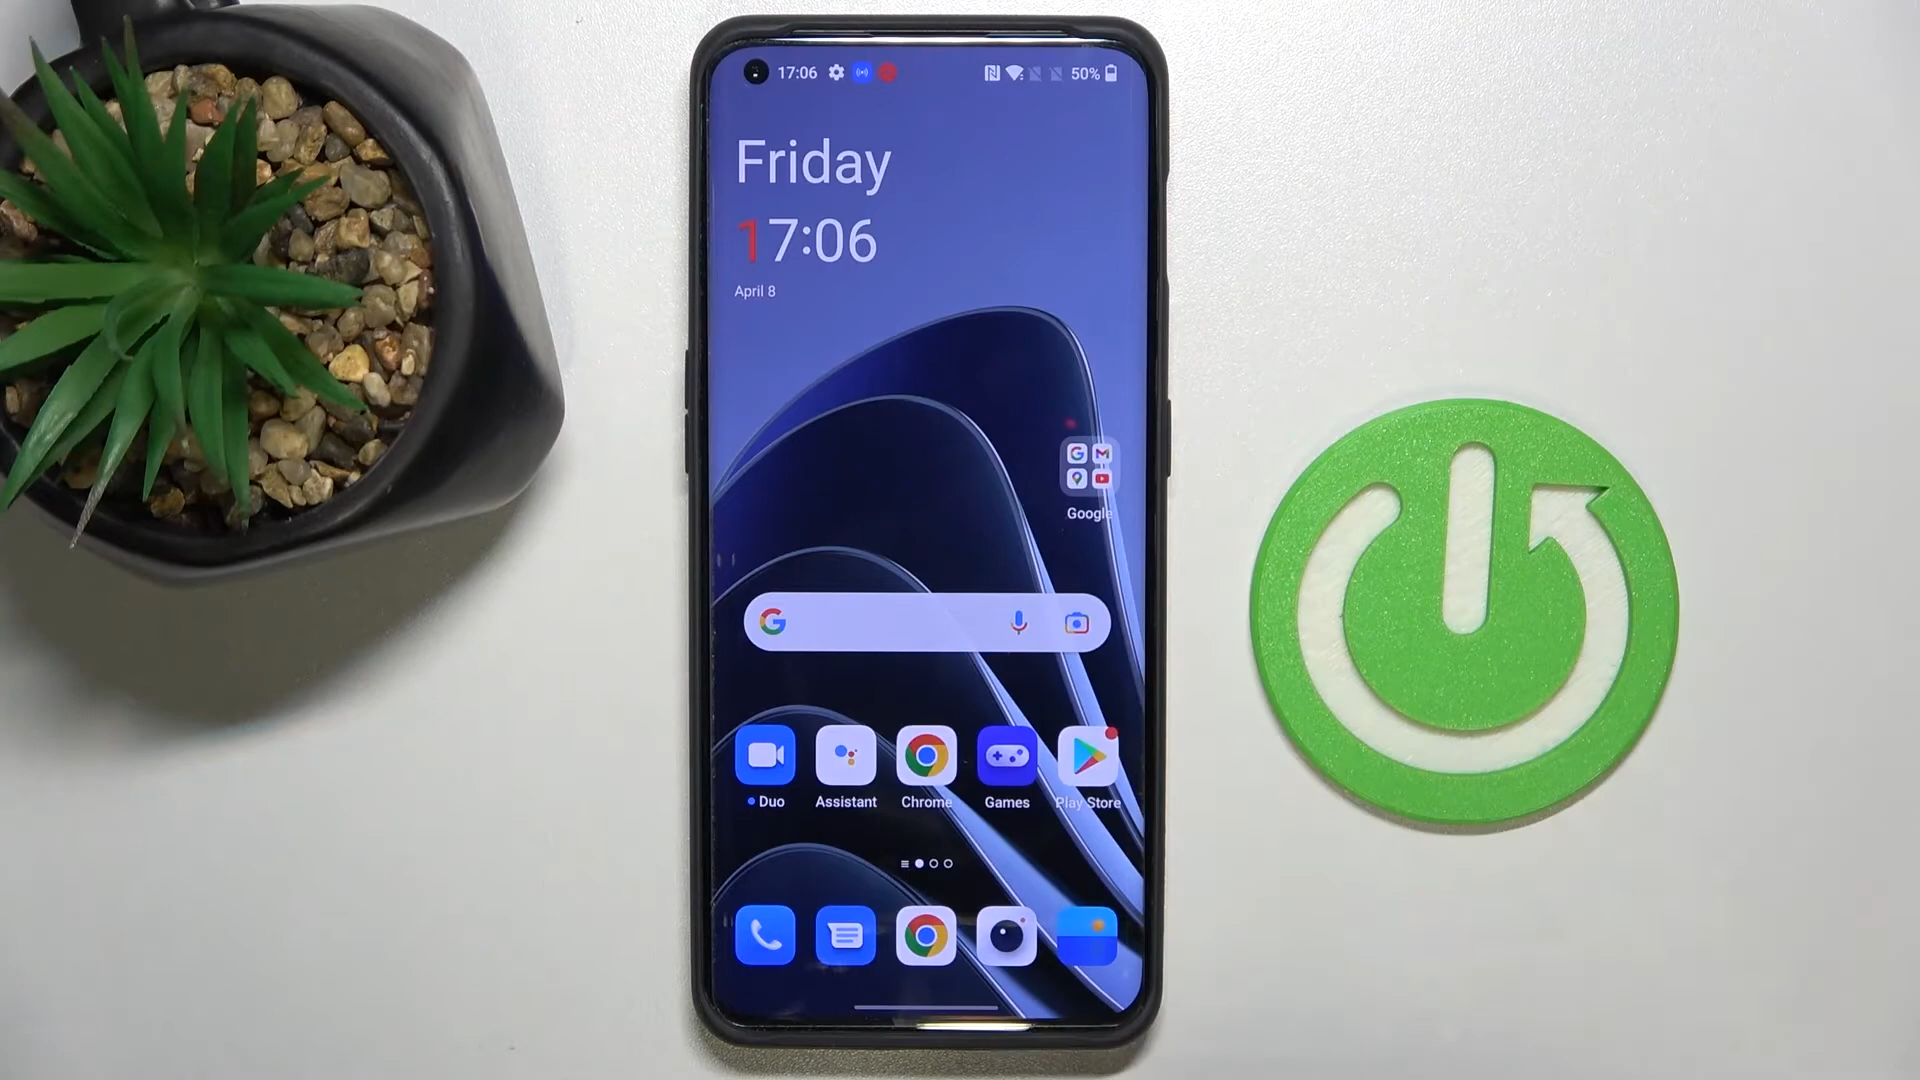 17:06
50%
Friday
17:06
April 8
Google
Duo
Assistant
Chrome
Games
Play Store